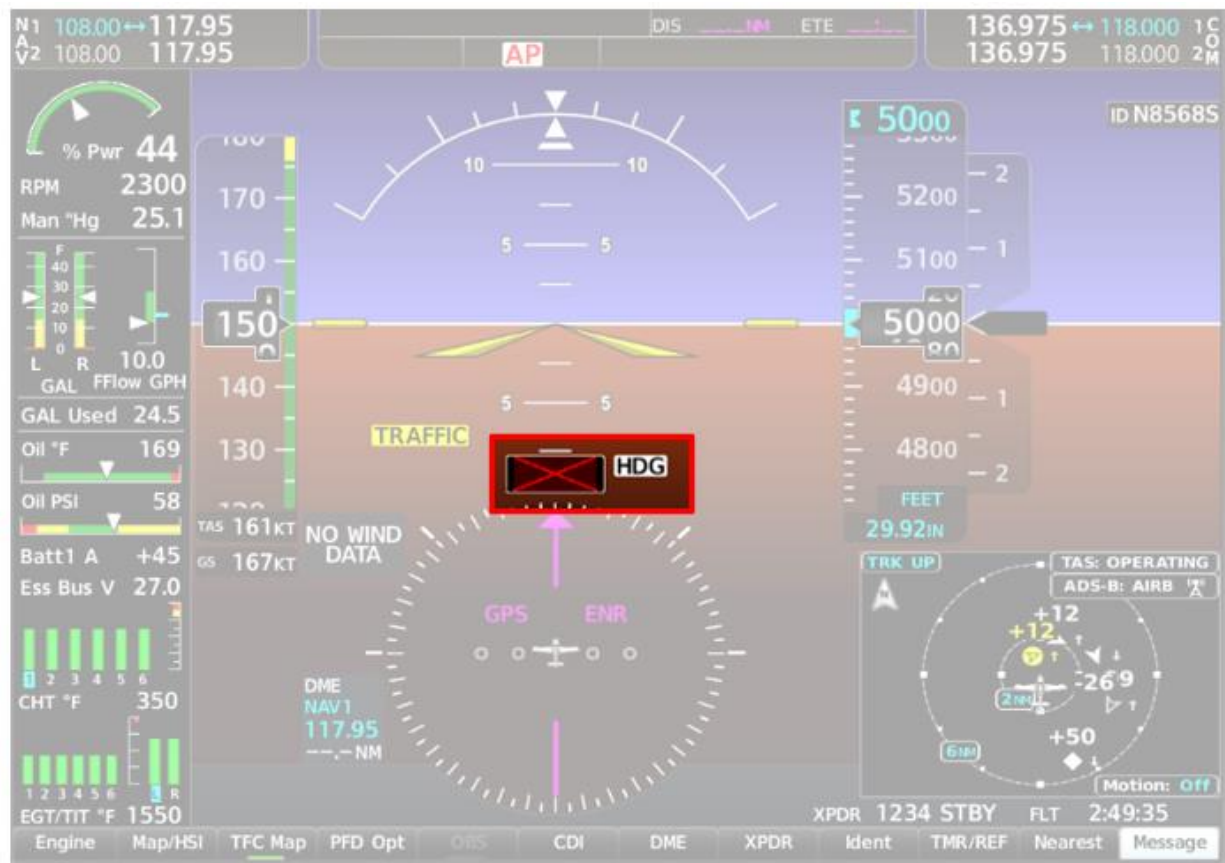 N1 108.00↔117.95
NAV
V2 108.00 117.95
AP
DIS __.__NM ETE __:__
136.975 ↔ 118.000 1
136.975 118.000 2
COM
% Pwr 44
RPM 2300
Man "Hg 25.1
F
40
30
20
10
0
L R
GAL
10.0
FFlow GPH
GAL Used 24.5
Oil °F 169
Oil PSI 58
Batt1 A +45
Ess Bus V 27.0
1 2 3 4 5 6
CHT °F 350
1 2 3 4 5 6
L R
EGT/TIT °F 1550
170
160
150
140
130
TAS 161KT
GS 167KT
10 10
5 5
5 5
TRAFFIC
HDG
NO WIND
DATA
GPS ENR
DME
NAV1
117.95
--.-NM
5000
5200
5100
5000
4900
4800
2
1
1
2
FEET
29.92IN
ID N8568S
TRK UP
TAS: OPERATING
ADS-B: AIRB
N
+12
+12
-26
9
2NM
+50
6NM
Motion: Off
XPDR 1234 STBY FLT 2:49:35
Engine Map/HSI TFC Map PFD Opt OBS CDI DME XPDR Ident TMR/REF Nearest Message